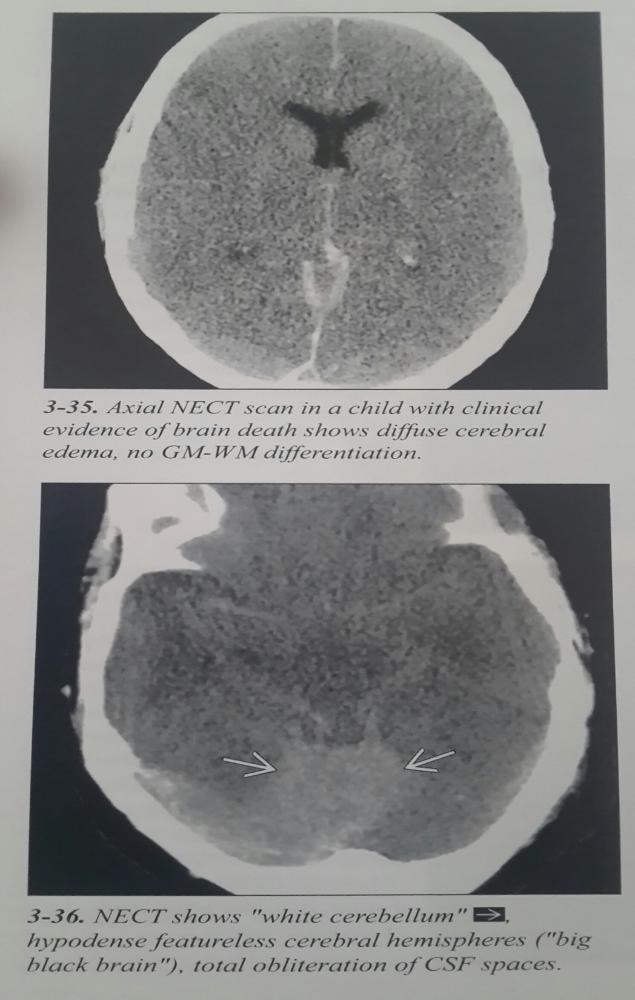 3-35. Axial NECT scan in a child with clinical
evidence of brain death shows diffuse cerebral
edema, no GM-WM differentiation.
3-36. NECT shows "white cerebellum" ➡,
hypodense featureless cerebral hemispheres ("big
black brain"), total obliteration of CSF spaces.